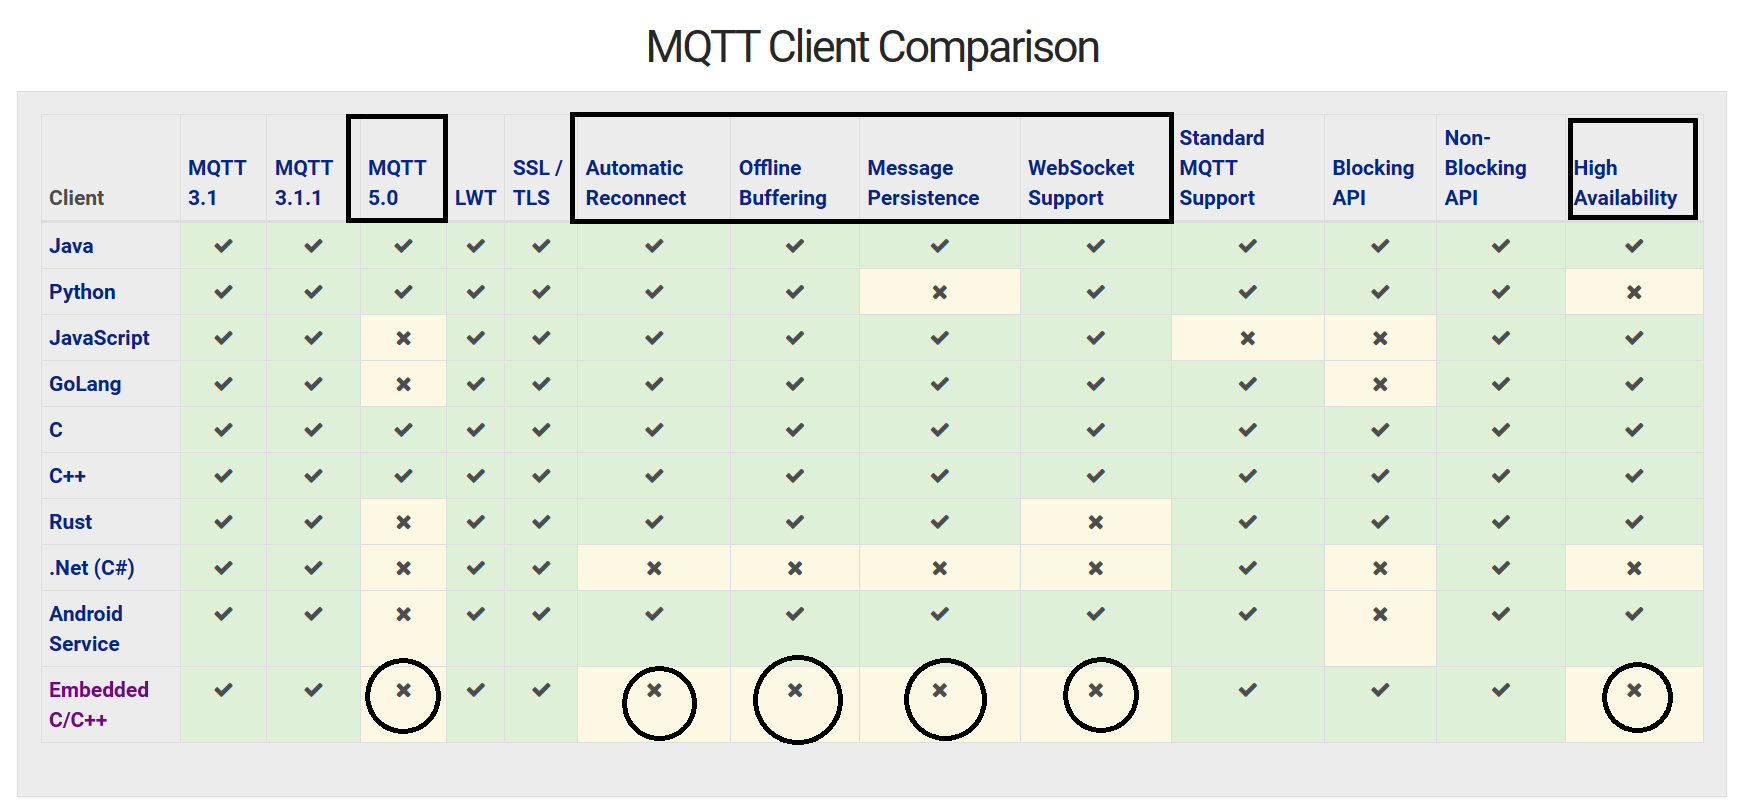 MQTT Client Comparison
Client MQTT 3.1 MQTT 3.1.1 MQTT 5.0 LWT SSL / TLS Automatic Reconnect Offline Buffering Message Persistence WebSocket Support Standard MQTT Support Blocking API Non-Blocking API High Availability
Java ✔ ✔ ✔ ✔ ✔ ✔ ✔ ✔ ✔ ✔ ✔ ✔ ✔
Python ✔ ✔ ✔ ✔ ✔ ✔ ✔ ✖ ✔ ✔ ✔ ✔ ✖
JavaScript ✔ ✔ ✖ ✔ ✔ ✔ ✔ ✔ ✔ ✖ ✖ ✔ ✔
GoLang ✔ ✔ ✖ ✔ ✔ ✔ ✔ ✔ ✔ ✔ ✖ ✔ ✔
C ✔ ✔ ✔ ✔ ✔ ✔ ✔ ✔ ✔ ✔ ✔ ✔ ✔
C++ ✔ ✔ ✔ ✔ ✔ ✔ ✔ ✔ ✔ ✔ ✔ ✔ ✔
Rust ✔ ✔ ✖ ✔ ✔ ✔ ✔ ✔ ✖ ✔ ✔ ✔ ✔
.Net (C#) ✔ ✔ ✖ ✔ ✔ ✖ ✖ ✖ ✖ ✔ ✖ ✔ ✖
Android Service ✔ ✔ ✖ ✔ ✔ ✔ ✔ ✔ ✔ ✔ ✖ ✔ ✔
Embedded C/C++ ✔ ✔ ✖ ✔ ✔ ✖ ✖ ✖ ✖ ✔ ✔ ✔ ✖